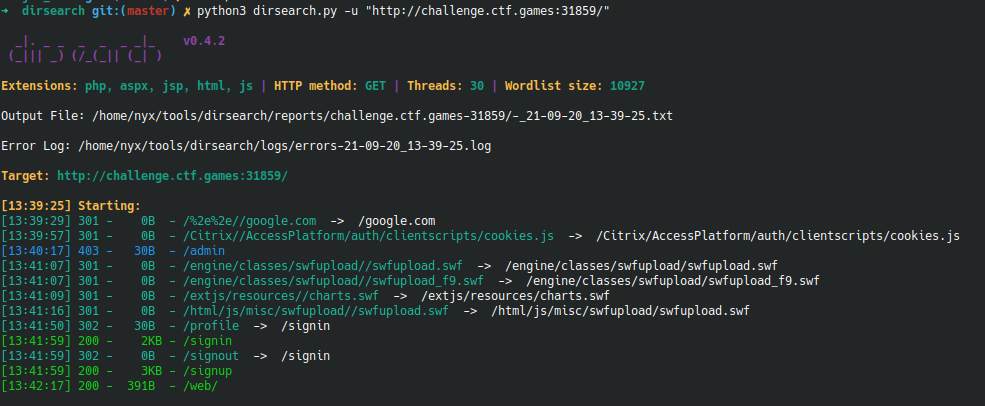 ➜  dirsearch git:(master) ✗ python3 dirsearch.py -u "http://challenge.ctf.games:31859/"
  _|. _ _  _  _  _ _|_    v0.4.2
 (_||| _) (/_(_|| (_| )
Extensions: php, aspx, jsp, html, js | HTTP method: GET | Threads: 30 | Wordlist size: 10927
Output File: /home/nyx/tools/dirsearch/reports/challenge.ctf.games-31859/-_21-09-20_13-39-25.txt
Error Log: /home/nyx/tools/dirsearch/logs/errors-21-09-20_13-39-25.log
Target: http://challenge.ctf.games:31859/
[13:39:25] Starting:
[13:39:29] 301 -    0B  - /%2e%2e//google.com  ->  /google.com
[13:39:57] 301 -    0B  - /Citrix//AccessPlatform/auth/clientscripts/cookies.js  ->  /Citrix/AccessPlatform/auth/clientscripts/cookies.js
[13:40:17] 403 -   30B  - /admin
[13:41:07] 301 -    0B  - /engine/classes/swfupload//swfupload.swf  ->  /engine/classes/swfupload/swfupload.swf
[13:41:07] 301 -    0B  - /engine/classes/swfupload//swfupload_f9.swf  ->  /engine/classes/swfupload/swfupload_f9.swf
[13:41:09] 301 -    0B  - /extjs/resources//charts.swf  ->  /extjs/resources/charts.swf
[13:41:16] 301 -    0B  - /html/js/misc/swfupload//swfupload.swf  ->  /html/js/misc/swfupload/swfupload.swf
[13:41:50] 302 -   30B  - /profile  ->  /signin
[13:41:59] 200 -    2KB - /signin
[13:41:59] 302 -    0B  - /signout  ->  /signin
[13:41:59] 200 -    3KB - /signup
[13:42:17] 200 -  391B  - /web/